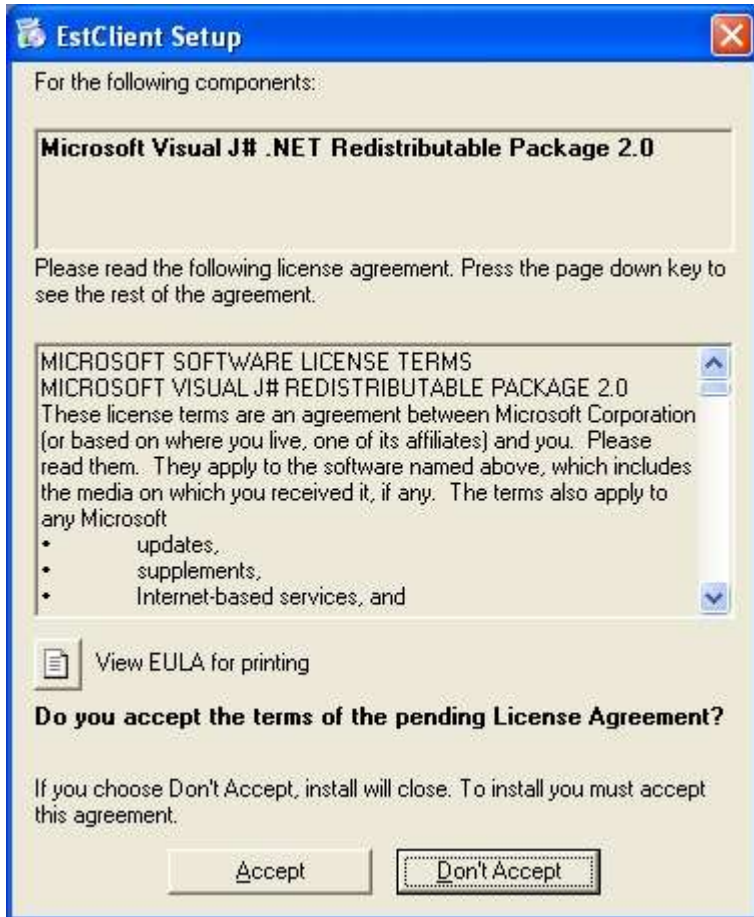 EstClient Setup
For the following components:
Microsoft Visual J# .NET Redistributable Package 2.0
Please read the following license agreement. Press the page down key to
see the rest of the agreement.
MICROSOFT SOFTWARE LICENSE TERMS
MICROSOFT VISUAL J# REDISTRIBUTABLE PACKAGE 2.0
These license terms are an agreement between Microsoft Corporation
(or based on where you live, one of its affiliates) and you.  Please
read them.  They apply to the software named above, which includes
the media on which you received it, if any.  The terms also apply to
any Microsoft
• updates,
• supplements,
• Internet-based services, and
View EULA for printing
Do you accept the terms of the pending License Agreement?
If you choose Don't Accept, install will close. To install you must accept
this agreement.
Accept
Don't Accept